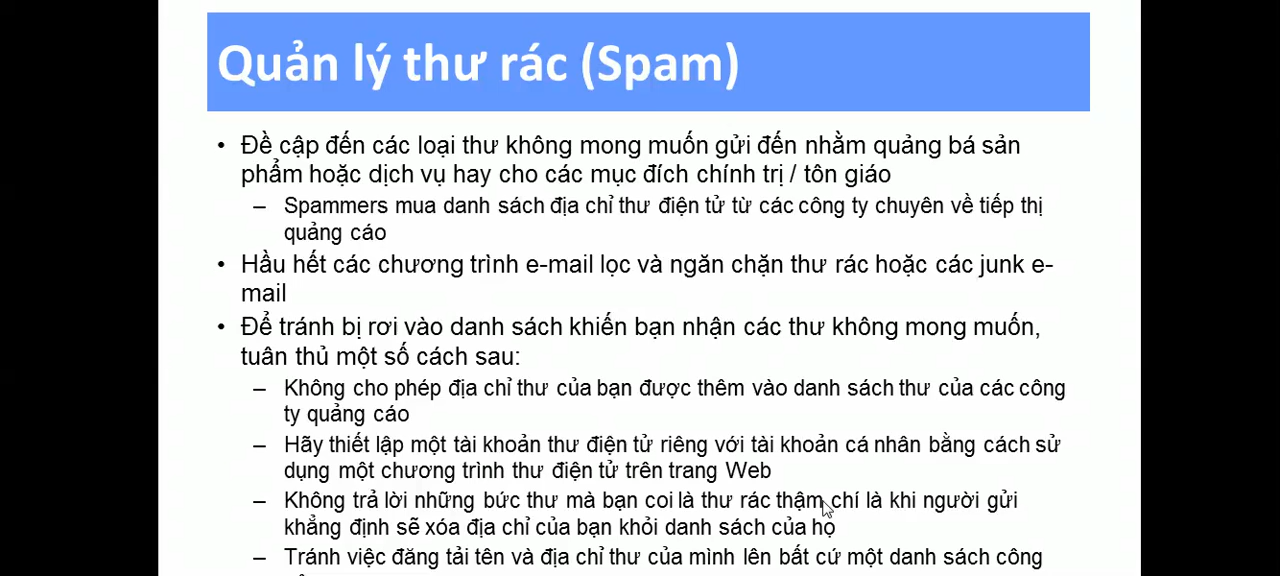 Quản lý thư rác (Spam)
• Đề cập đến các loại thư không mong muốn gửi đến nhằm quảng bá sản
phẩm hoặc dịch vụ hay cho các mục đích chính trị / tôn giáo
– Spammers mua danh sách địa chỉ thư điện tử từ các công ty chuyên về tiếp thị
quảng cáo
• Hầu hết các chương trình e-mail lọc và ngăn chặn thư rác hoặc các junk e-
mail
• Để tránh bị rơi vào danh sách khiến bạn nhận các thư không mong muốn,
tuân thủ một số cách sau:
– Không cho phép địa chỉ thư của bạn được thêm vào danh sách thư của các công
ty quảng cáo
– Hãy thiết lập một tài khoản thư điện tử riêng với tài khoản cá nhân bằng cách sử
dụng một chương trình thư điện tử trên trang Web
– Không trả lời những bức thư mà bạn coi là thư rác thậm chí là khi người gửi
khẳng định sẽ xóa địa chỉ của bạn khỏi danh sách của họ
– Tránh việc đăng tải tên và địa chỉ thư của mình lên bất cứ một danh sách công